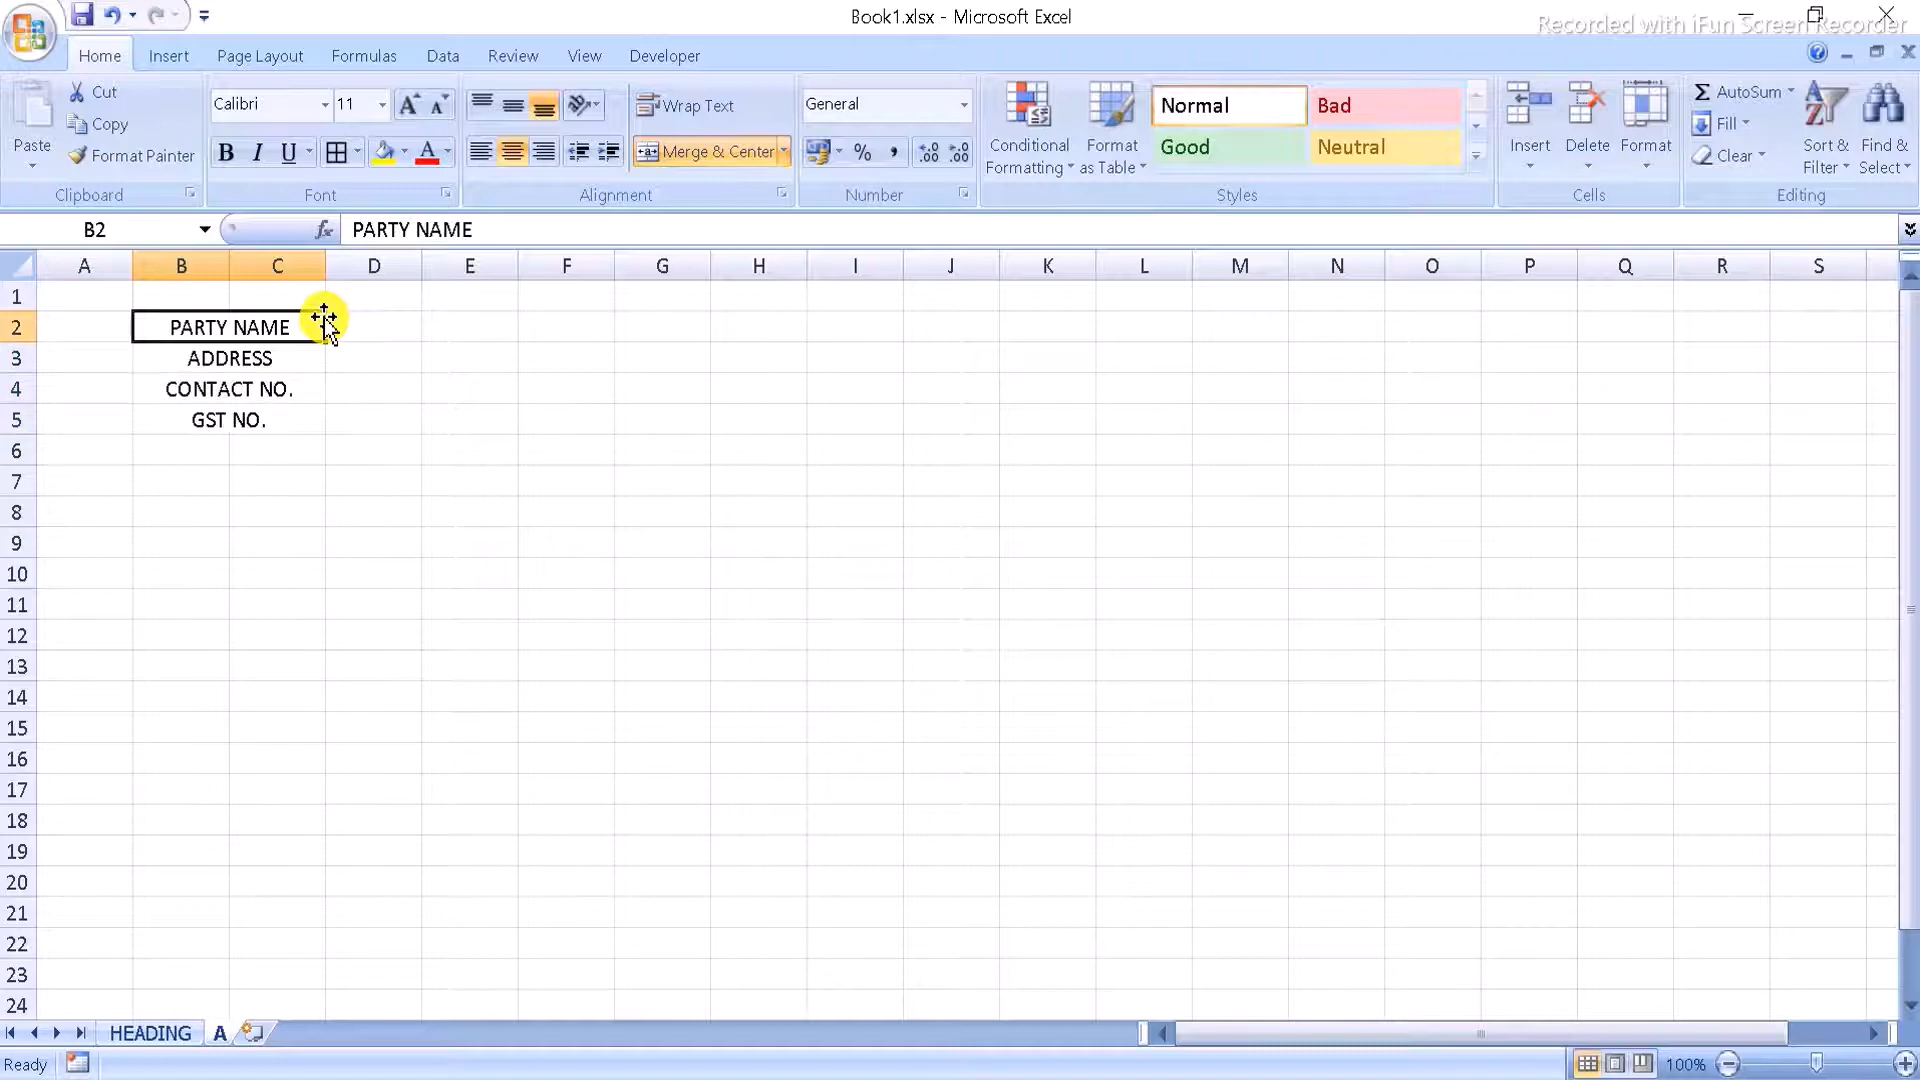 Book1.xlsx - Microsoft Excel
Recorded with iFun Screen Recorder
Home Insert Page Layout Formulas Data Review View Developer
Paste
Cut
Copy
Format Painter
Clipboard
Calibri 11
B I U
Font
Wrap Text
Merge & Center
Alignment
General
% ,
Number
Conditional Formatting
Format as Table
Normal Bad
Good Neutral
Styles
Insert Delete Format
Cells
Σ AutoSum
Fill
Clear
Sort & Filter
Find & Select
Editing
B2 fx PARTY NAME
A B C D E F G H I J K L M N O P Q R S
1
2 PARTY NAME
3 ADDRESS
4 CONTACT NO.
5 GST NO.
6
7
8
9
10
11
12
13
14
15
16
17
18
19
20
21
22
23
24
HEADING A
Ready 100%